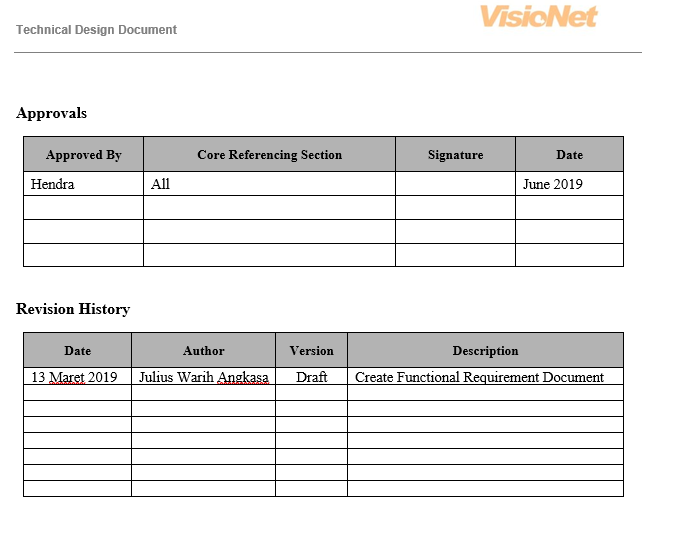 Technical Design Document
VisioNet
Approvals
Approved By Core Referencing Section Signature Date
Hendra All June 2019
Revision History
Date Author Version Description
13 Maret 2019 Julius Warih Angkasa Draft Create Functional Requirement Document